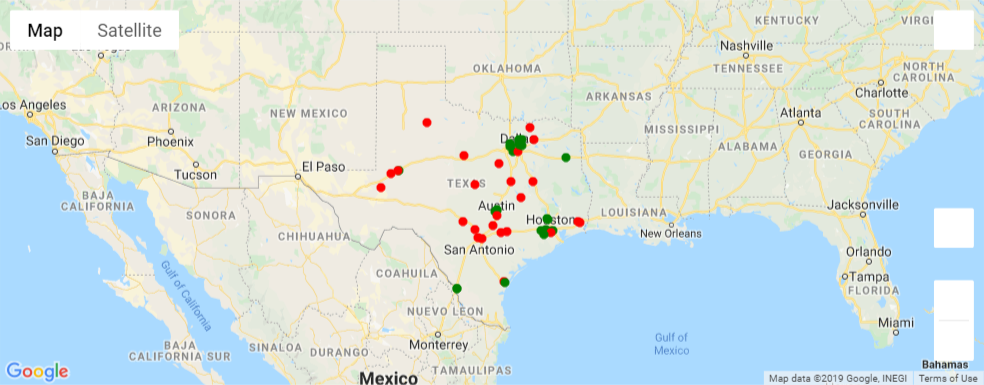 Map
Satellite
KENTUCKY
VIRGI
Nashville
TENNESSEE
NORTH
CAROLINA
OKLAHOMA
Charlotte
Los Angeles
ARIZONA
ARKANSAS
Atlanta
SOUTH
CAROLINA
NEW MEXICO
San Diego
Phoenix
MISSISSIPPI
Dalla
ALABAMA
GEORGIA
El Paso
Tucson
TEXAS
BAJA
CALIFORNIA
Austin
Jacksonville
SONORA
Houston
LOUISIANA
New Orleans
CHIHUAHUA
San Antonio
Orlando
COAHUILA
Tampa
Gulf of California
FLORIDA
NUEVO LEON
Miami
Gulf of
Mexico
BAJA
CALIFORNIA SUR
SINALOA
DURANGO
Monterrey
Bahamas
TAMAULIPAS
Mexico
Google
Map data ©2019 Google, INEGI
Terms of Use